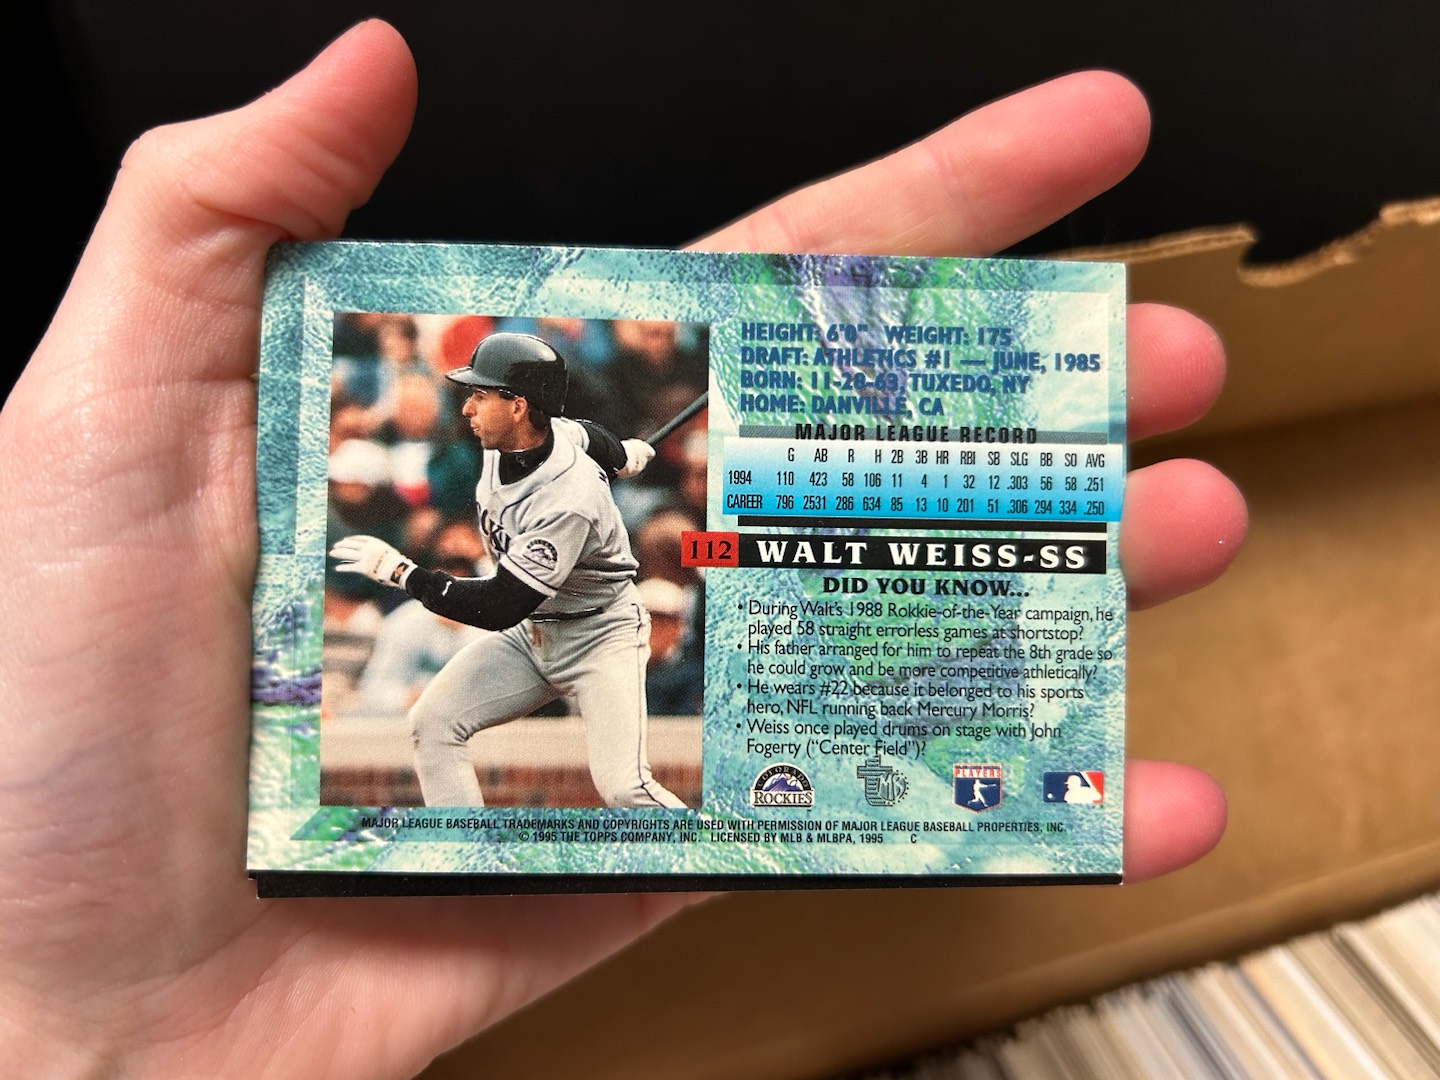 HEIGHT: 6'0" WEIGHT: 175
DRAFT: ATHLETICS #1 — JUNE, 1985
BORN: 11-28-63, TUXEDO, NY
HOME: DANVILLE, CA
MAJOR LEAGUE RECORD
G AB R H 2B 3B HR RBI SB SLG BB SO AVG
1994 110 423 58 106 11 4 1 32 12 .303 56 58 .251
CAREER 796 2531 286 634 85 13 10 201 51 .306 294 334 .250
112 WALT WEISS-SS
DID YOU KNOW...
• During Walt's 1988 Rokkie-of-the-Year campaign, he
played 58 straight errorless games at shortstop?
• His father arranged for him to repeat the 8th grade so
he could grow and be more competitive athletically?
• He wears #22 because it belonged to his sports
hero, NFL running back Mercury Morris?
• Weiss once played drums on stage with John
Fogerty ("Center Field")?
COLORADO
ROCKIES
PLAYERS
MAJOR LEAGUE BASEBALL TRADEMARKS AND COPYRIGHTS ARE USED WITH PERMISSION OF MAJOR LEAGUE BASEBALL PROPERTIES, INC.
© 1995 THE TOPPS COMPANY, INC. LICENSED BY MLB & MLBPA, 1995 C